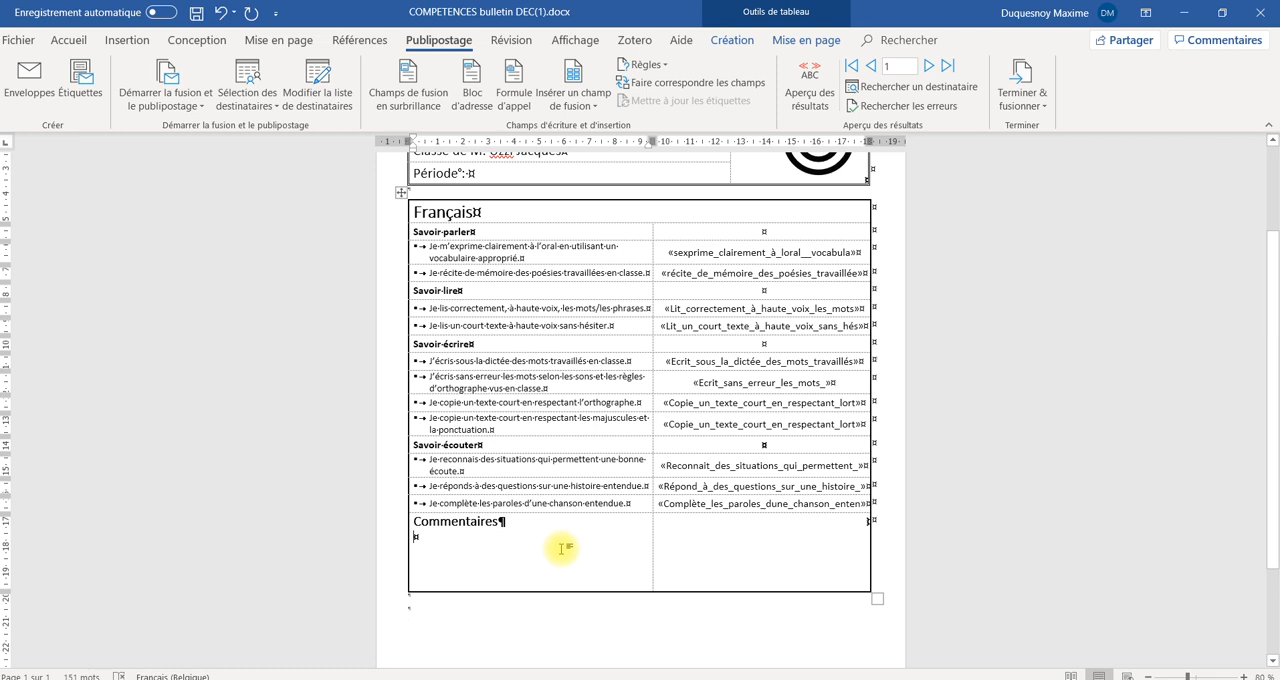 Enregistrement automatique COMPETENCES bulletin DEC(1).docx Outils de tableau Duquesnoy Maxime DM
Fichier Accueil Insertion Conception Mise en page Références Publipostage Révision Affichage Zotero Aide Création Mise en page Rechercher Partager Commentaires
Enveloppes Étiquettes
Créer
Démarrer la fusion et le publipostage
Sélection des destinataires
Modifier la liste de destinataires
Démarrer la fusion et le publipostage
Champs de fusion en surbrillance
Bloc d'adresse
Formule d'appel
Insérer un champ de fusion
Règles
Faire correspondre les champs
Mettre à jour les étiquettes
Champs d'écriture et d'insertion
ABC
Aperçu des résultats
1
Rechercher un destinataire
Rechercher les erreurs
Aperçu des résultats
Terminer & fusionner
Terminer
Classe de M. Uzzi Jacques¤
Période°:·¤
Français¤
Savoir·parler¤ ¤
Je·m'exprime·clairement·à·l'oral·en·utilisant·un·
vocabulaire·approprié.¤ «sexprime_clairement_à_loral__vocabula»¤
Je·récite·de·mémoire·des·poésies·travaillées·en·classe.¤ «récite_de_mémoire_des_poésies_travaillée»¤
Savoir·lire¤ ¤
Je·lis·correctement,·à·haute·voix,·les·mots/les·phrases.¤ «Lit_correctement_à_haute_voix_les_mots»¤
Je·lis·un·court·texte·à·haute·voix·sans·hésiter.¤ «Lit_un_court_texte_à_haute_voix_sans_hés»¤
Savoir·écrire¤ ¤
J'écris·sous·la·dictée·des·mots·travaillés·en·classe.¤ «Ecrit_sous_la_dictée_des_mots_travaillés»¤
J'écris·sans·erreur·les·mots·selon·les·sons·et·les·règles·
d'orthographe·vus·en·classe.¤ «Ecrit_sans_erreur_les_mots_»¤
Je·copie·un·texte·court·en·respectant·l'orthographe.¤ «Copie_un_texte_court_en_respectant_lort»¤
Je·copie·un·texte·court·en·respectant·les·majuscules·et·
la·ponctuation.¤ «Copie_un_texte_court_en_respectant_lort»¤
Savoir·écouter¤ ¤
Je·reconnais·des·situations·qui·permettent·une·bonne·
écoute.¤ «Reconnait_des_situations_qui_permettent_»¤
Je·réponds·à·des·questions·sur·une·histoire·entendue.¤ «Répond_à_des_questions_sur_une_histoire_»¤
Je·complète·les·paroles·d'une·chanson·entendue.¤ «Complète_les_paroles_dune_chanson_enten»¤
Commentaires¶
¤
Page 1 sur 1 151 mots Français (Belgique) 80 %